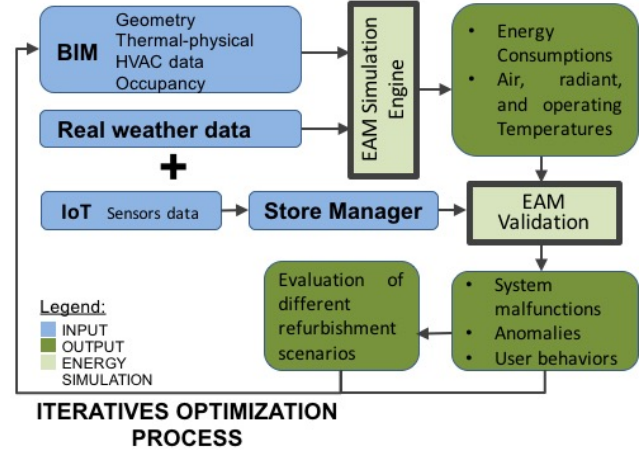 BIM
Geometry
Thermal-physical
HVAC data
Occupancy
EAM Simulation
Engine
• Energy
Consumptions
• Air, radiant,
and operating
Temperatures
Real weather data
+
IoT Sensors data
Store Manager
EAM
Validation
Evaluation of
different
refurbishment
scenarios
• System
malfunctions
• Anomalies
• User behaviors
Legend:
INPUT
OUTPUT
ENERGY
SIMULATION
ITERATIVES OPTIMIZATION
PROCESS